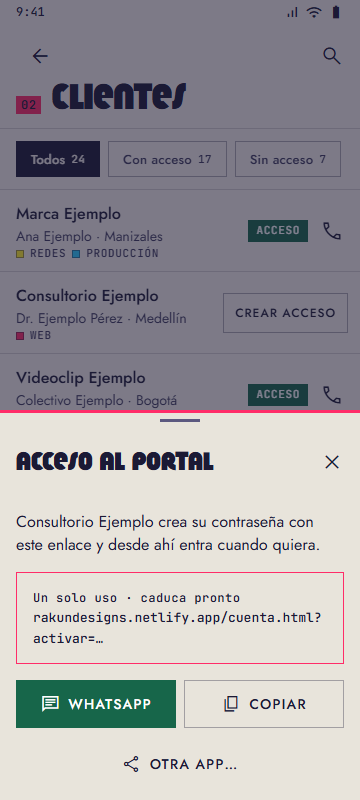 9:41
02 Clientes
Todos 24 Con acceso 17 Sin acceso 7
Marca Ejemplo
Ana Ejemplo · Manizales
REDES PRODUCCIÓN
ACCESO
Consultorio Ejemplo
Dr. Ejemplo Pérez · Medellín
WEB
CREAR ACCESO
Videoclip Ejemplo
Colectivo Ejemplo · Bogotá
ACCESO
Acceso al portal
Consultorio Ejemplo crea su contraseña con
este enlace y desde ahí entra cuando quiera.
Un solo uso · caduca pronto
rakundesigns.netlify.app/cuenta.html?
activar=…
WHATSAPP
COPIAR
OTRA APP…